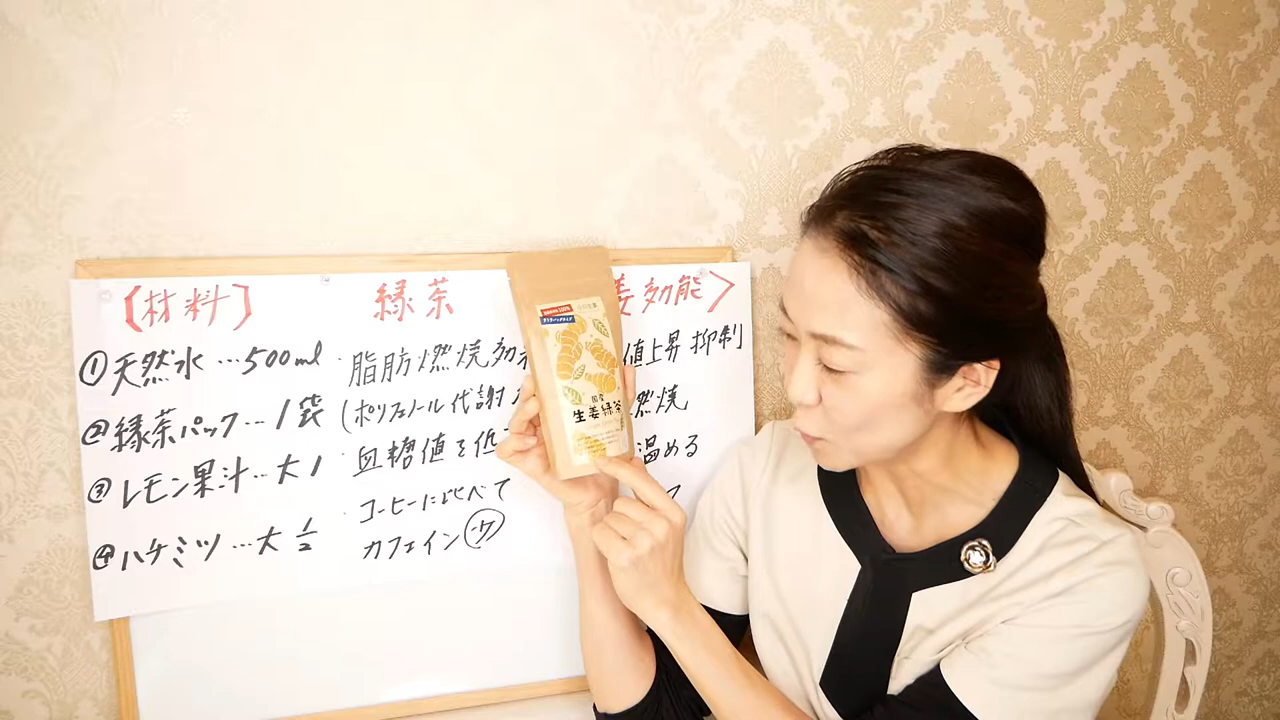 【材料】
①天然水…500ml
②緑茶パック…1袋
③レモン果汁…大1
④ハチミツ…大1/2
緑茶
・脂肪燃焼効
(ポリフェノール代謝
・血糖値を低
・コーヒーに比べて
カフェイン少
姜効能〉
値上昇抑制
燃焼
温める
国産
生姜緑茶